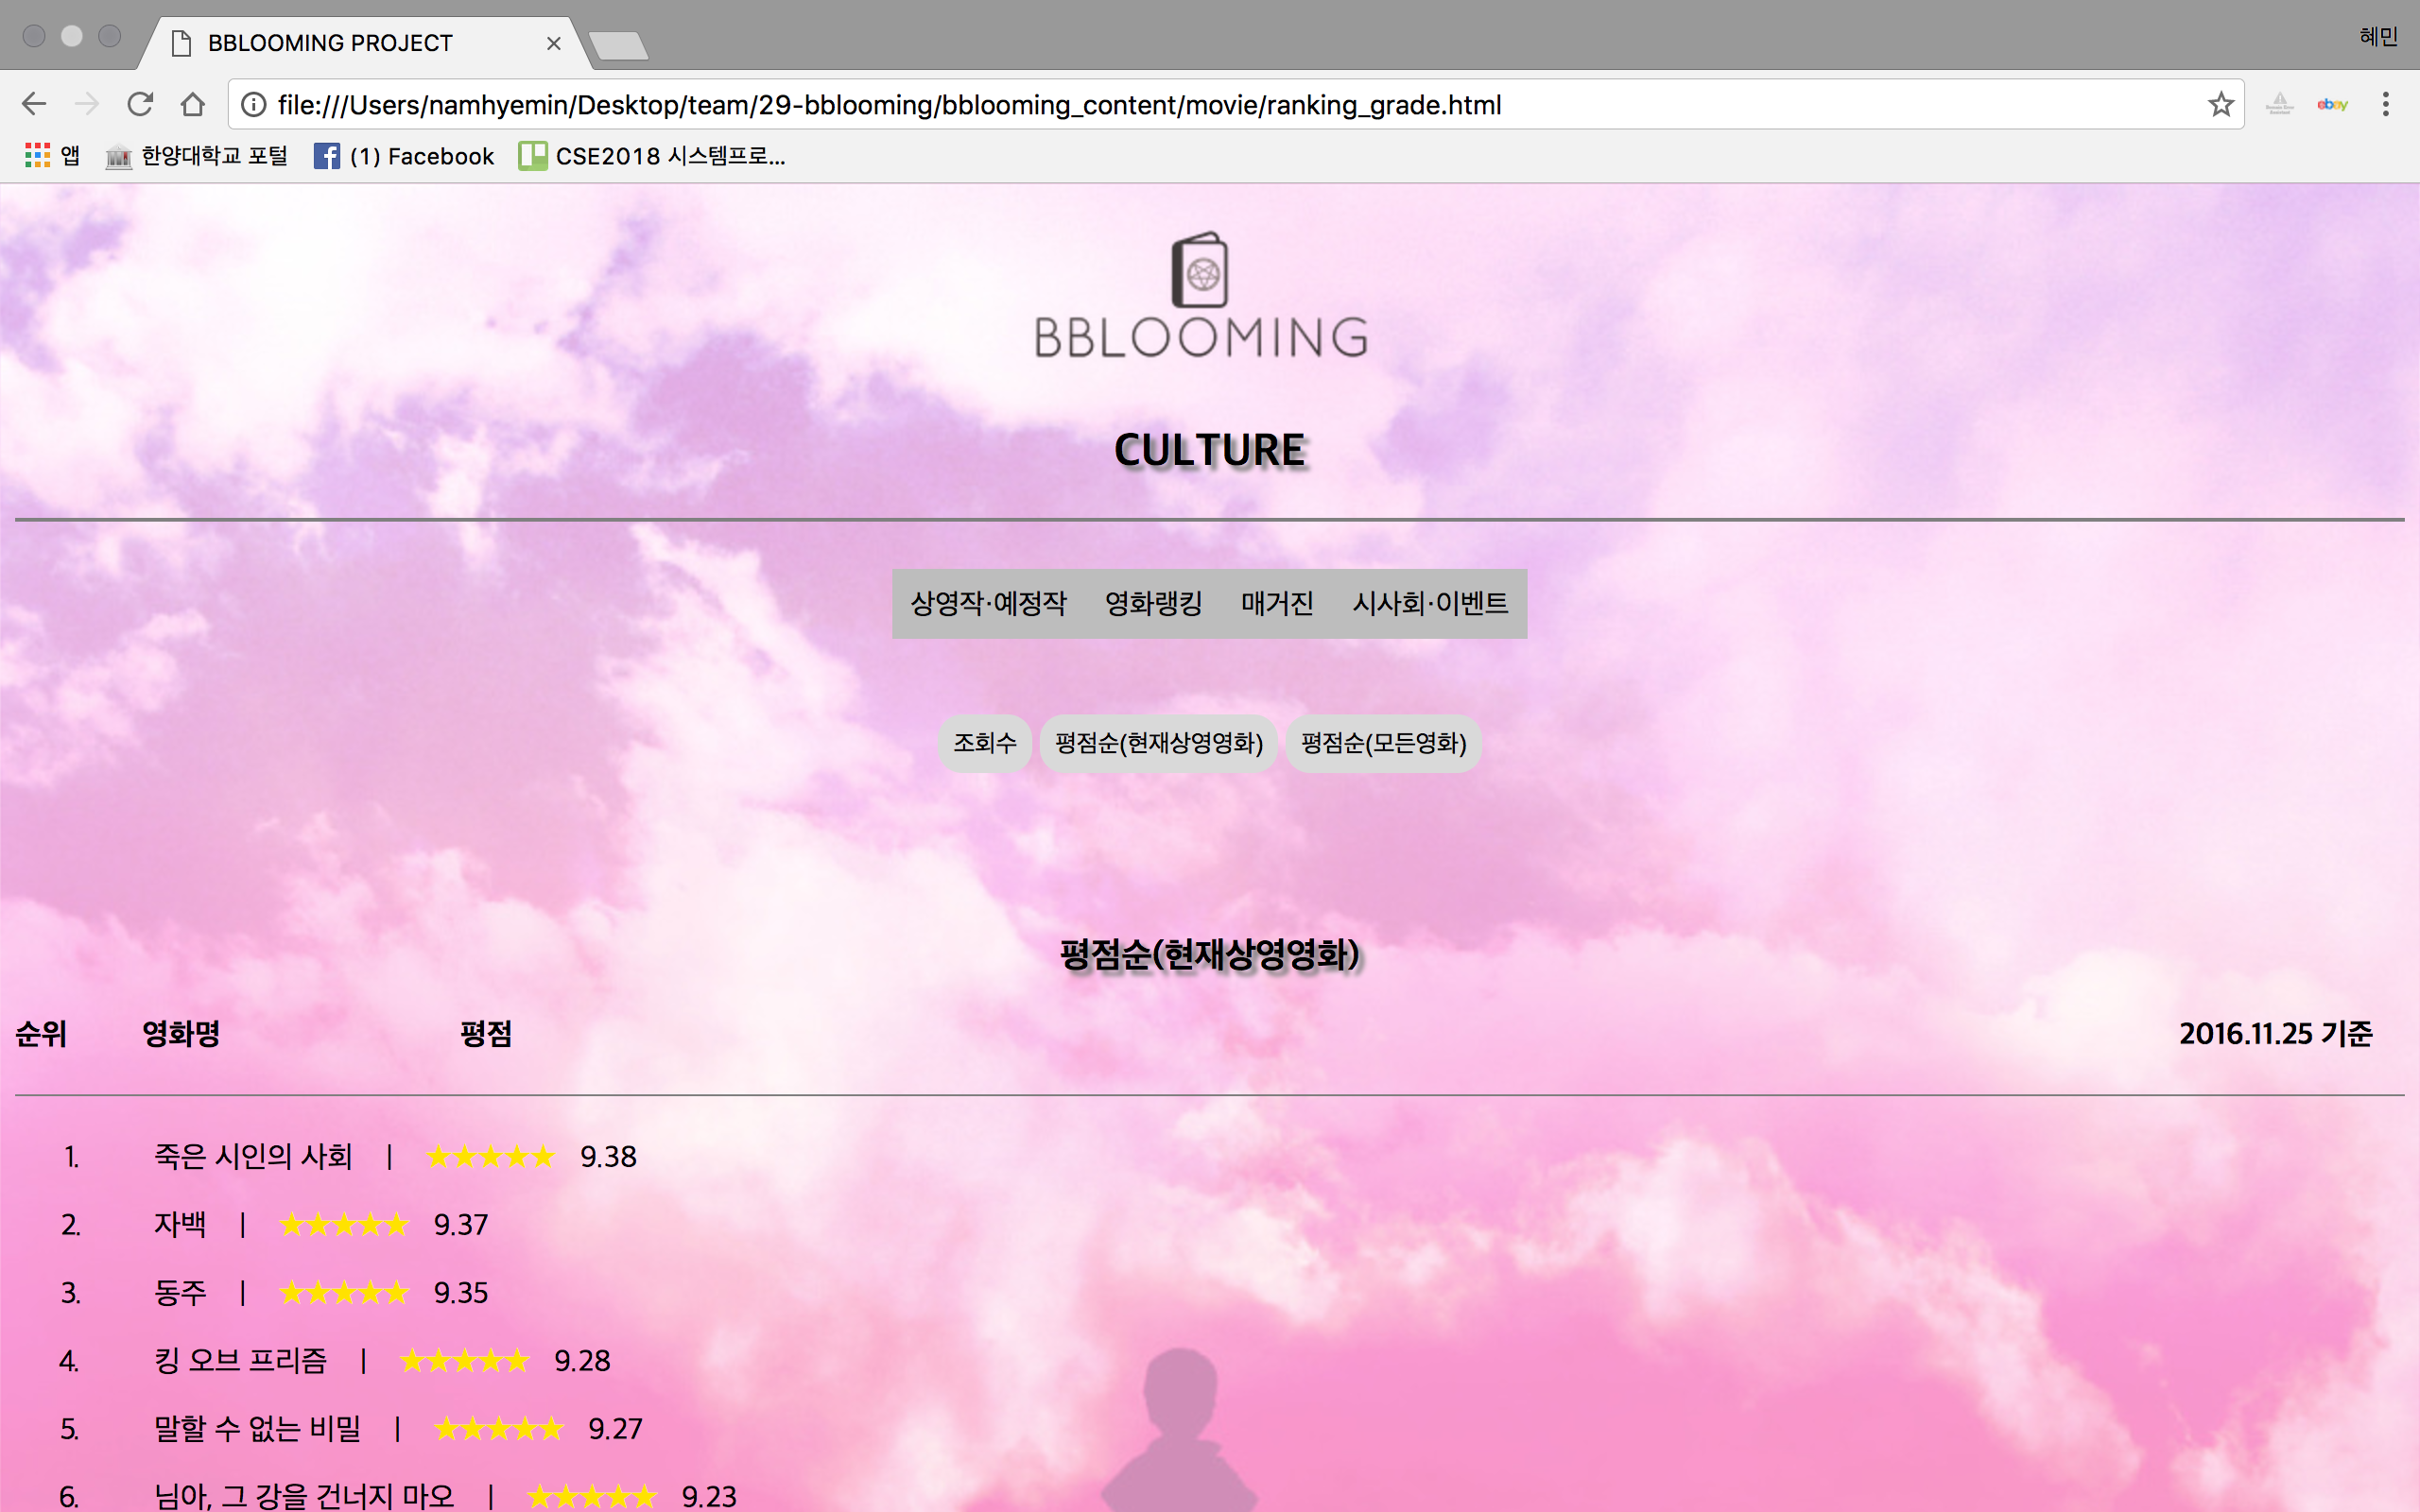 BBLOOMING PROJECT
혜민
file:///Users/namhyemin/Desktop/team/29-bblooming/bblooming_content/movie/ranking_grade.html
ebay
앱 한양대학교 포털 (1) Facebook CSE2018 시스템프로...
BBLOOMING
CULTURE
상영작·예정작 영화랭킹 매거진 시사회·이벤트
조회수 평점순(현재상영영화) 평점순(모든영화)
평점순(현재상영영화)
순위 영화명 평점 2016.11.25 기준
1. 죽은 시인의 사회 | ★★★★★ 9.38
2. 자백 | ★★★★★ 9.37
3. 동주 | ★★★★★ 9.35
4. 킹 오브 프리즘 | ★★★★★ 9.28
5. 말할 수 없는 비밀 | ★★★★★ 9.27
6. 님아, 그 강을 건너지 마오 | ★★★★★ 9.23